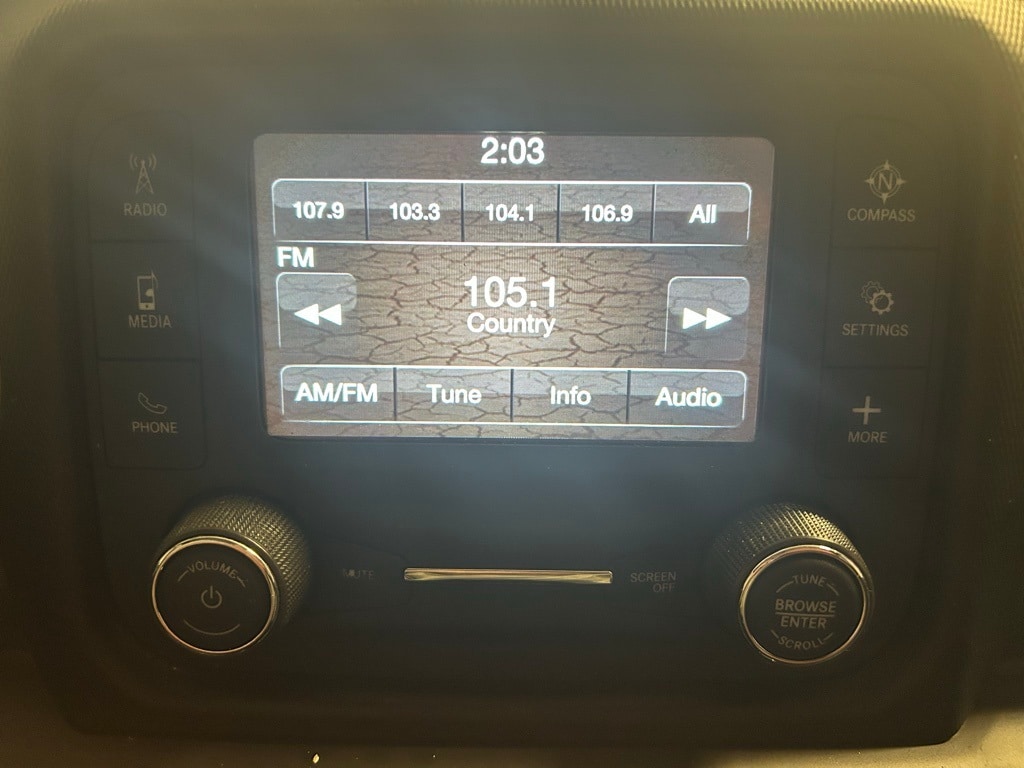 2:03
107.9 103.3 104.1 106.9 All
FM
105.1
Country
AM/FM Tune Info Audio
RADIO
MEDIA
PHONE
N
COMPASS
SETTINGS
MORE
VOLUME
MUTE
SCREEN
OFF
TUNE
BROWSE
ENTER
SCROLL